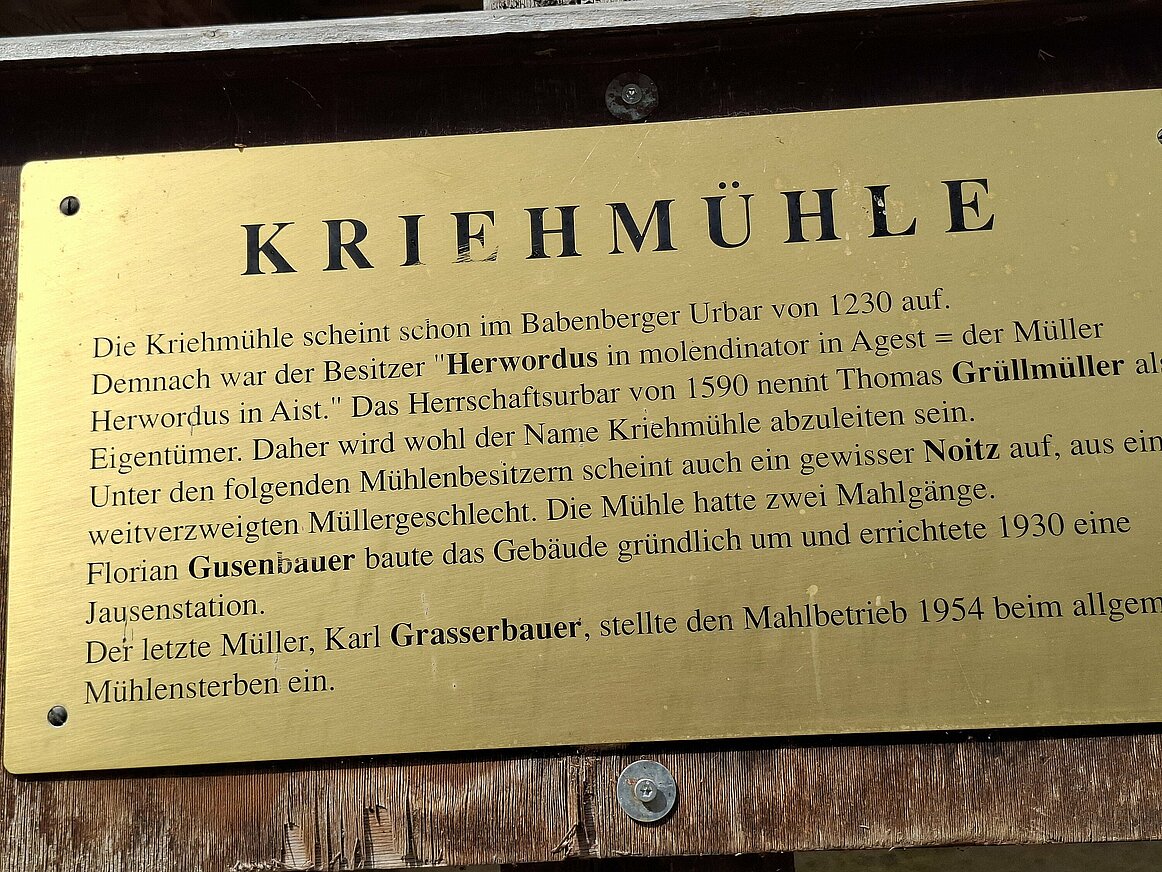 KRIEHMÜHLE
Die Kriehmühle scheint schon im Babenberger Urbar von 1230 auf.
Demnach war der Besitzer "Herwordus in molendinator in Agest = der Müller
Herwordus in Aist." Das Herrschaftsurbar von 1590 nennt Thomas Grüllmüller als
Eigentümer. Daher wird wohl der Name Kriehmühle abzuleiten sein.
Unter den folgenden Mühlenbesitzern scheint auch ein gewisser Noitz auf, aus ein
weitverzweigten Müllergeschlecht. Die Mühle hatte zwei Mahlgänge.
Florian Gusenbauer baute das Gebäude gründlich um und errichtete 1930 eine
Jausenstation.
Der letzte Müller, Karl Grasserbauer, stellte den Mahlbetrieb 1954 beim allgem
Mühlensterben ein.